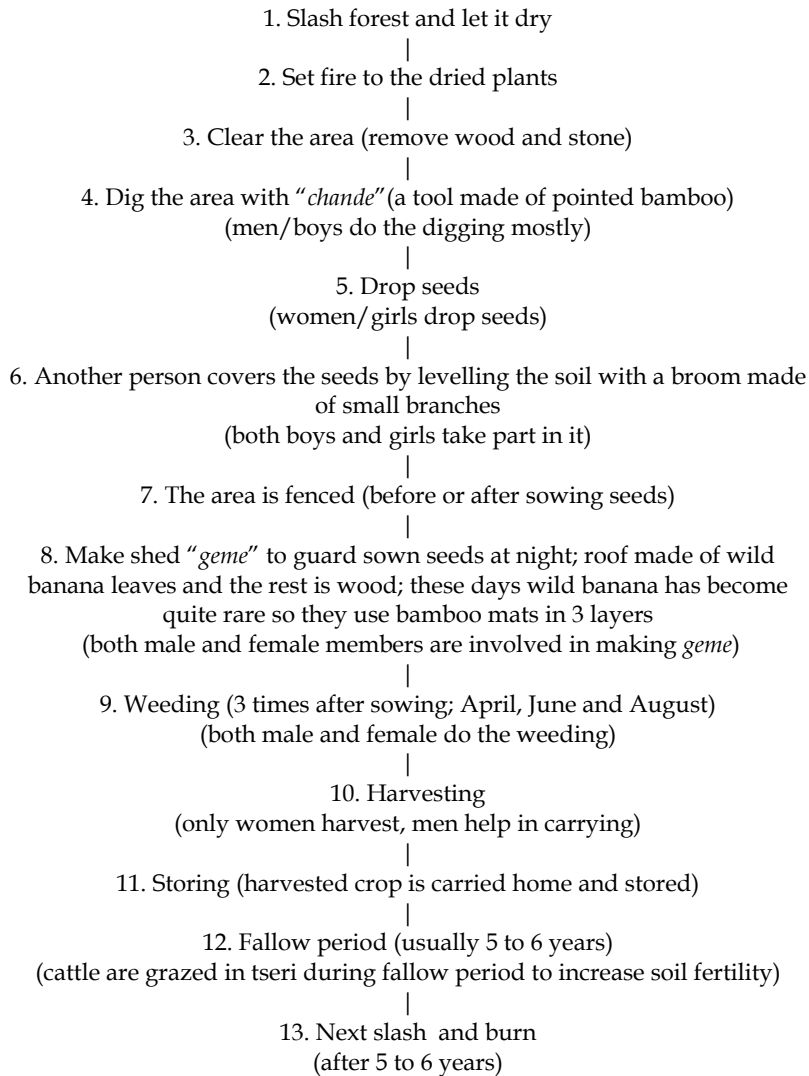 1. Slash forest and let it dry
|
2. Set fire to the dried plants
|
3. Clear the area (remove wood and stone)
|
4. Dig the area with “chande”(a tool made of pointed bamboo)
(men/boys do the digging mostly)
|
5. Drop seeds
(women/girls drop seeds)
|
6. Another person covers the seeds by levelling the soil with a broom made
of small branches
(both boys and girls take part in it)
|
7. The area is fenced (before or after sowing seeds)
|
8. Make shed “geme” to guard sown seeds at night; roof made of wild
banana leaves and the rest is wood; these days wild banana has become
quite rare so they use bamboo mats in 3 layers
(both male and female members are involved in making geme)
|
9. Weeding (3 times after sowing; April, June and August)
(both male and female do the weeding)
|
10. Harvesting
(only women harvest, men help in carrying)
|
11. Storing (harvested crop is carried home and stored)
|
12. Fallow period (usually 5 to 6 years)
(cattle are grazed in tseri during fallow period to increase soil fertility)
|
13. Next slash and burn
(after 5 to 6 years)